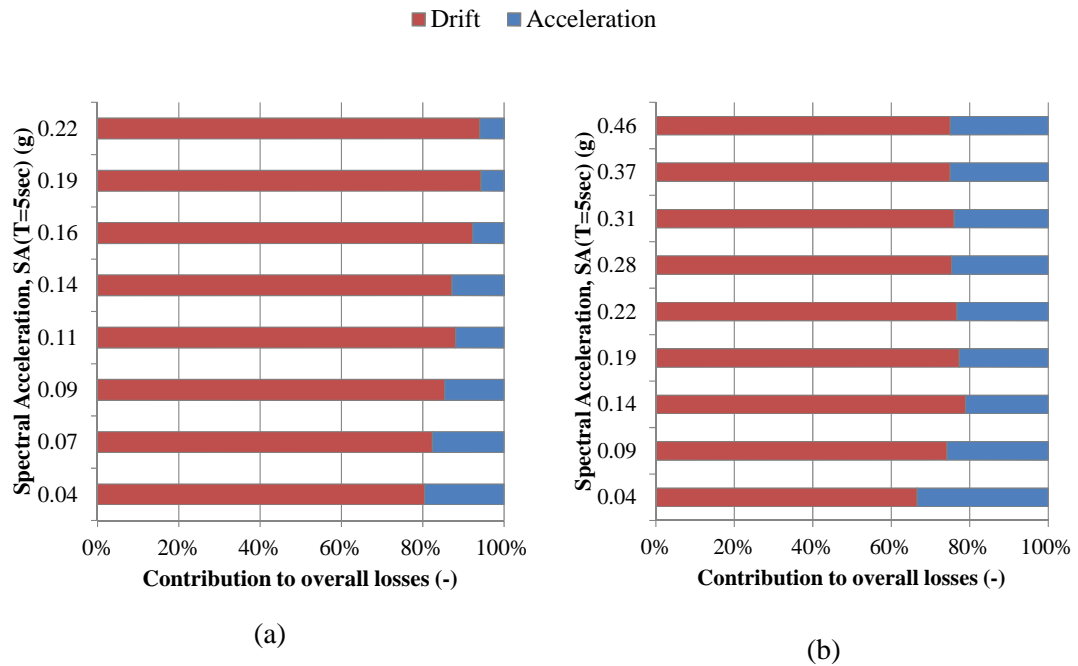 Drift Acceleration
Spectral Acceleration, SA(T=5sec) (g)
0.22
0.19
0.16
0.14
0.11
0.09
0.07
0.04
0% 20% 40% 60% 80% 100%
Contribution to overall losses (-)
(a)
Spectral Acceleration, SA(T=5sec) (g)
0.46
0.37
0.31
0.28
0.22
0.19
0.14
0.09
0.04
0% 20% 40% 60% 80% 100%
Contribution to overall losses (-)
(b)